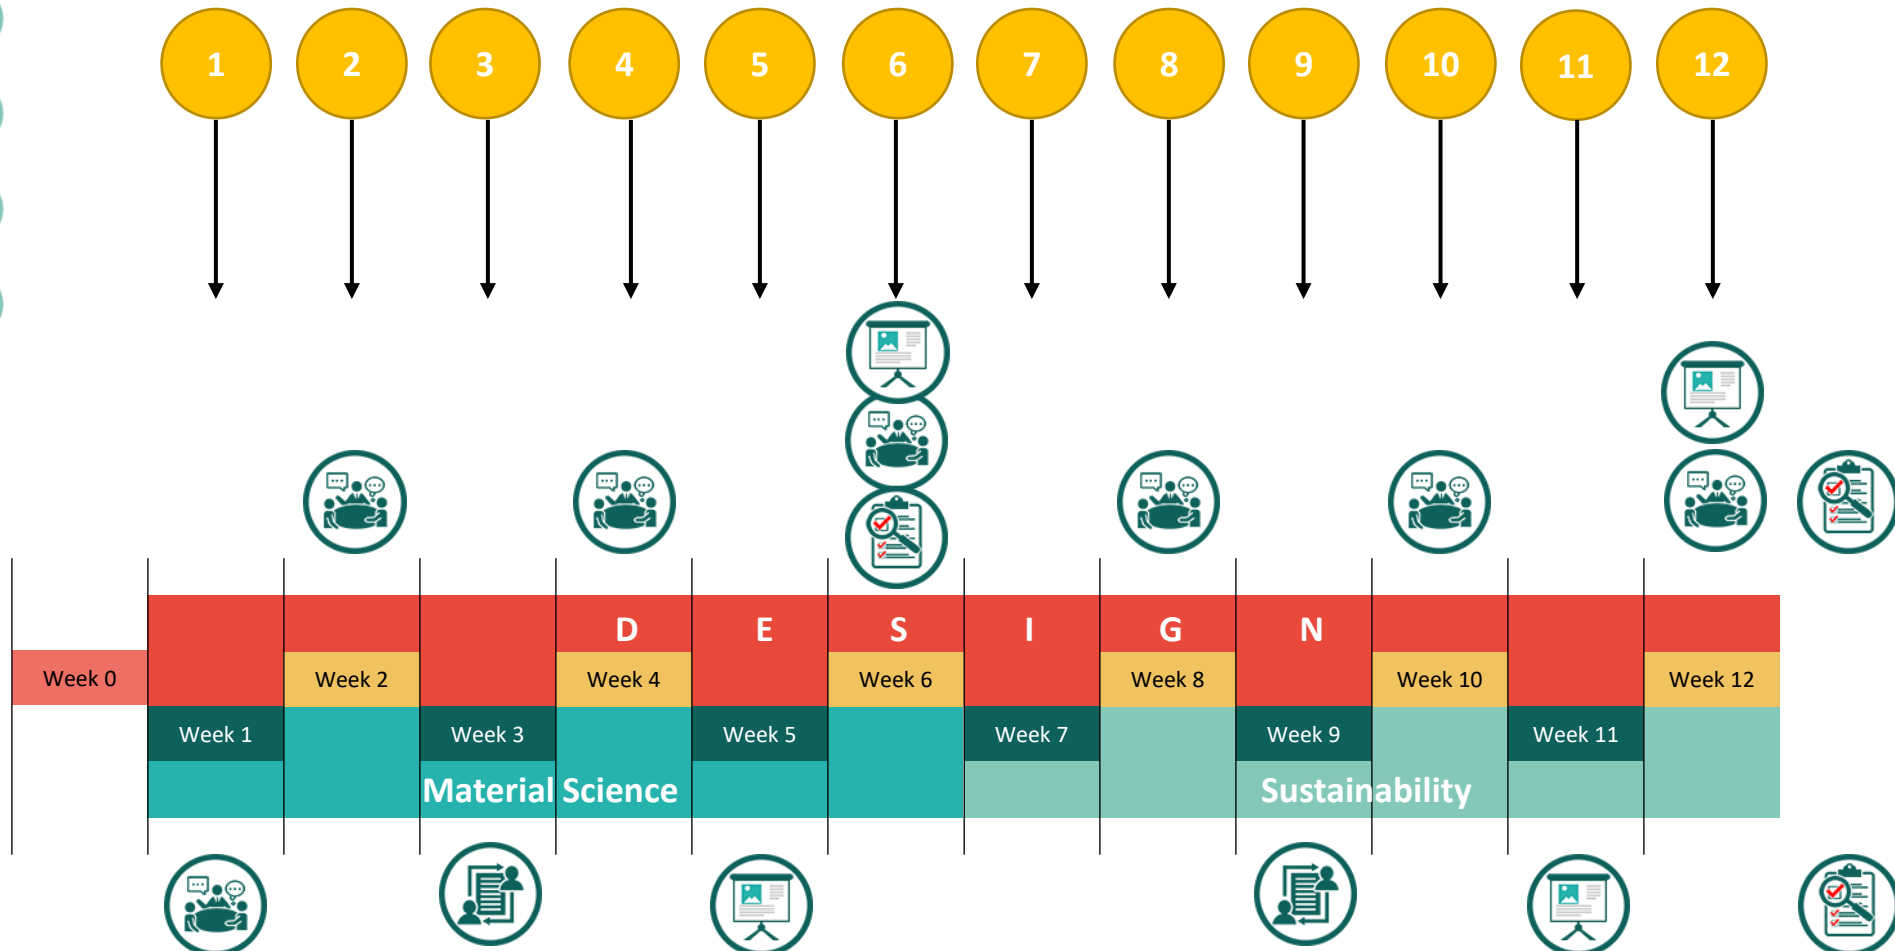 1 2 3 4 5 6 7 8 9 10 11 12
D E S I G N
Week 0 Week 2 Week 4 Week 6 Week 8 Week 10 Week 12
Week 1 Week 3 Week 5 Week 7 Week 9 Week 11
Material Science Sustainability